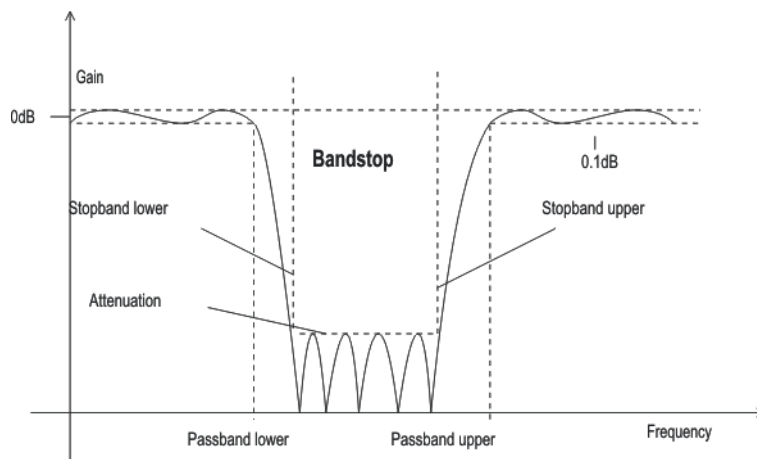 Gain
0dB
Bandstop
0.1dB
Stopband lower
Stopband upper
Attenuation
Passband lower
Passband upper
Frequency